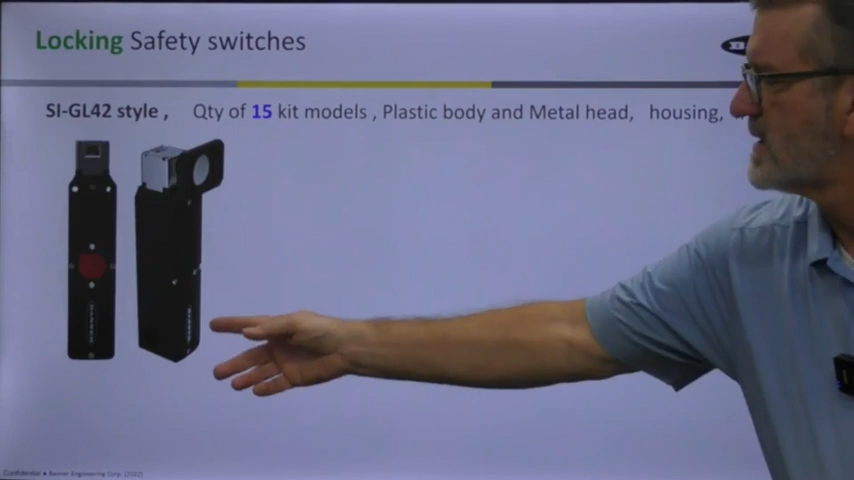 Locking Safety switches
SI-GL42 style , Qty of 15 kit models , Plastic body and Metal head, housing,
Confidential • Banner Engineering Corp. (2022)